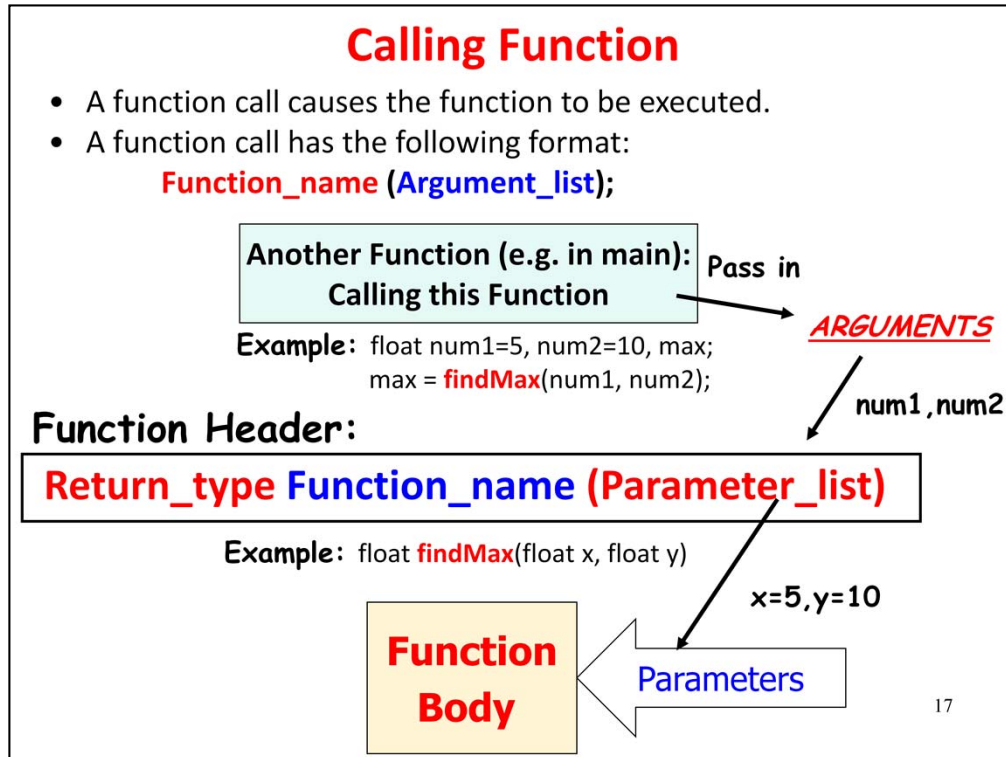 Calling Function
• A function call causes the function to be executed.
• A function call has the following format:
Function_name (Argument_list);
Another Function (e.g. in main):
Calling this Function
Pass in
ARGUMENTS
Example: float num1=5, num2=10, max;
max = findMax(num1, num2);
num1,num2
Function Header:
Return_type Function_name (Parameter_list)
Example: float findMax(float x, float y)
x=5,y=10
Function
Body
Parameters
17